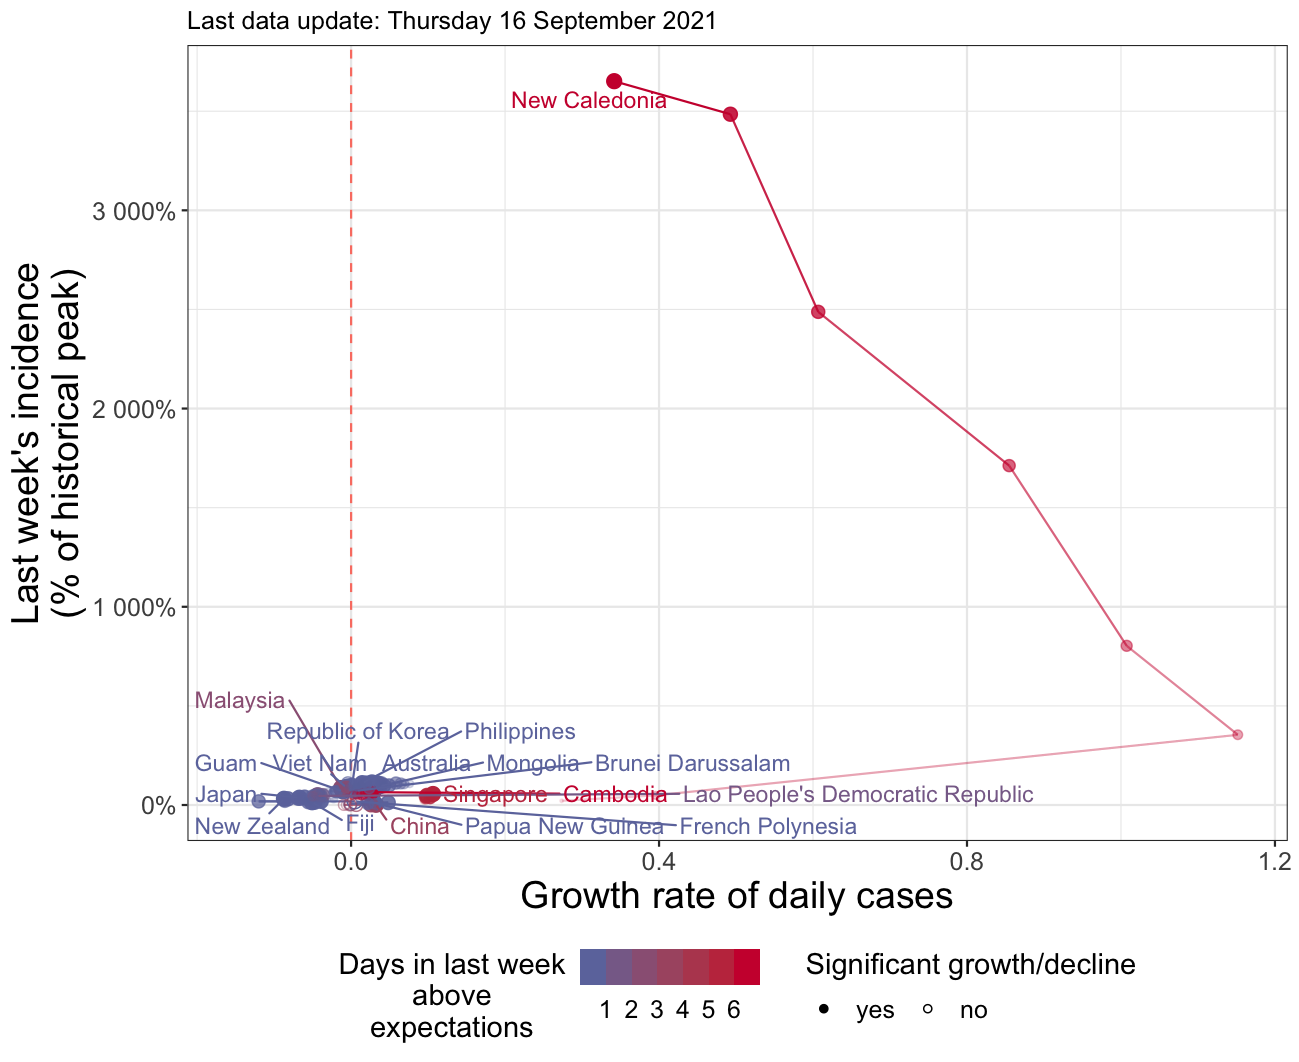 Last data update: Thursday 16 September 2021
Last week's incidence
(% of historical peak)
3 000%
2 000%
1 000%
0%
New Caledonia
Malaysia
Republic of Korea
Philippines
Guam
Viet Nam
Australia
Mongolia
Brunei Darussalam
Japan
Singapore
Cambodia
Lao People's Democratic Republic
New Zealand
Fiji
China
Papua New Guinea
French Polynesia
0.0
0.4
0.8
1.2
Growth rate of daily cases
Days in last week
above
expectations
1 2 3 4 5 6
Significant growth/decline
yes
no